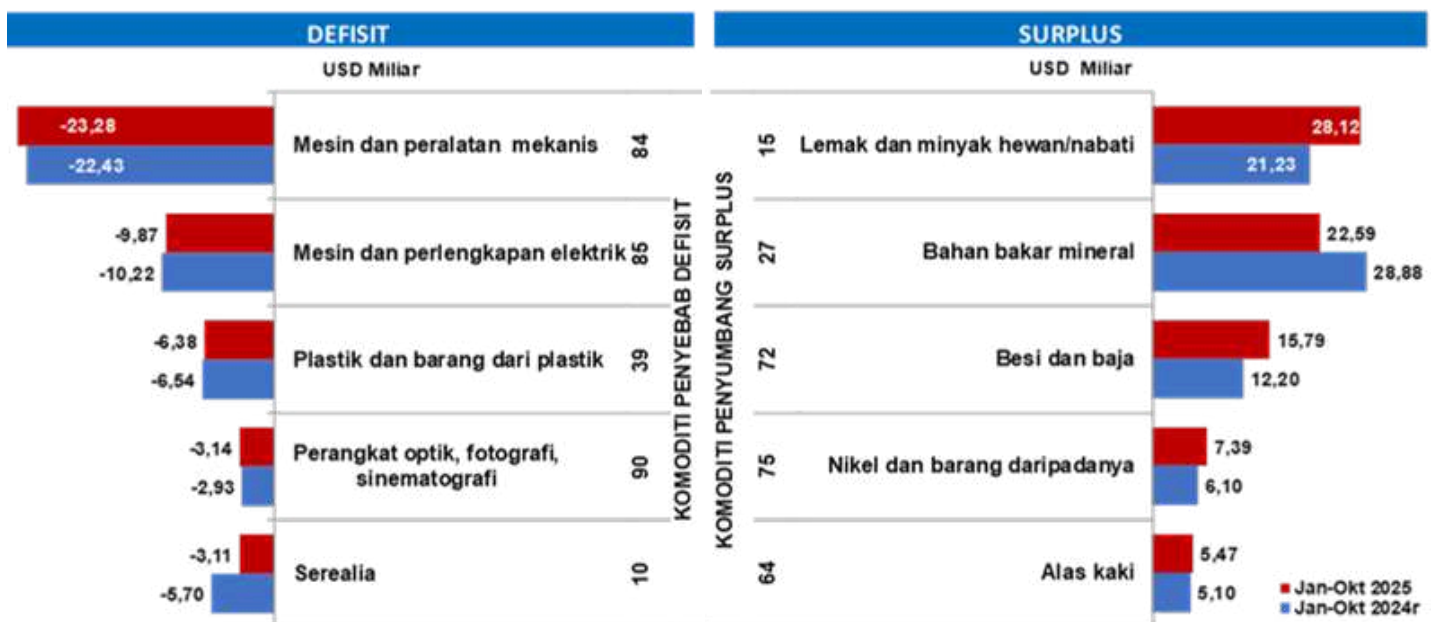 DEFISIT
USD Miliar
-23,28
-22,43
Mesin dan peralatan mekanis
84
-9,87
-10,22
Mesin dan perlengkapan elektrik
85
-6,38
-6,54
Plastik dan barang dari plastik
39
-3,14
-2,93
Perangkat optik, fotografi,
sinematografi
90
-3,11
-5,70
Serealia
10
KOMODITI PENYEBAB DEFISIT
SURPLUS
USD Miliar
KOMODITI PENYUMBANG SURPLUS
15
Lemak dan minyak hewan/nabati
28,12
21,23
27
Bahan bakar mineral
22,59
28,88
72
Besi dan baja
15,79
12,20
75
Nikel dan barang daripadanya
7,39
6,10
64
Alas kaki
5,47
5,10
Jan-Okt 2025
Jan-Okt 2024r